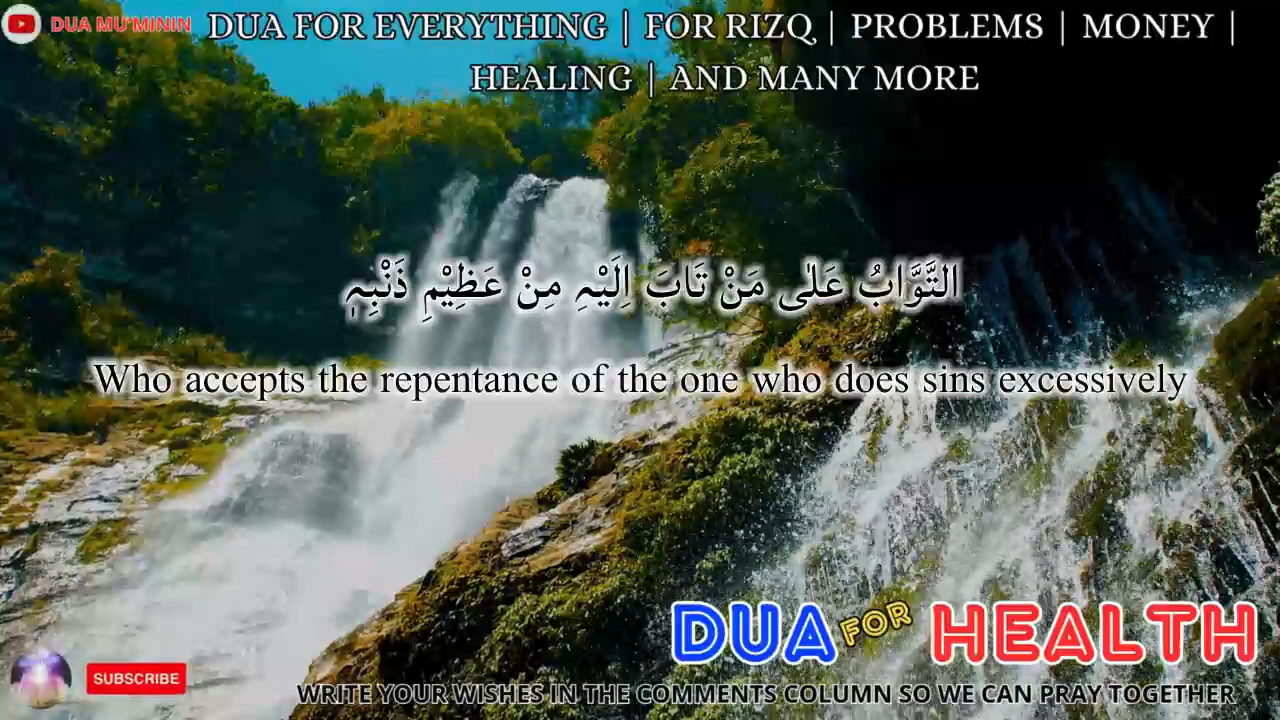 DUA MU'MININ
DUA FOR EVERYTHING | FOR RIZQ | PROBLEMS | MONEY |
HEALING | AND MANY MORE
التَّوَّابُ عَلٰى مَنْ تَابَ اِلَيْهِ مِنْ عَظِيْمِ ذَنْۢبِهٖ
Who accepts the repentance of the one who does sins excessively
DUA FOR HEALTH
SUBSCRIBE
WRITE YOUR WISHES IN THE COMMENTS COLUMN SO WE CAN PRAY TOGETHER